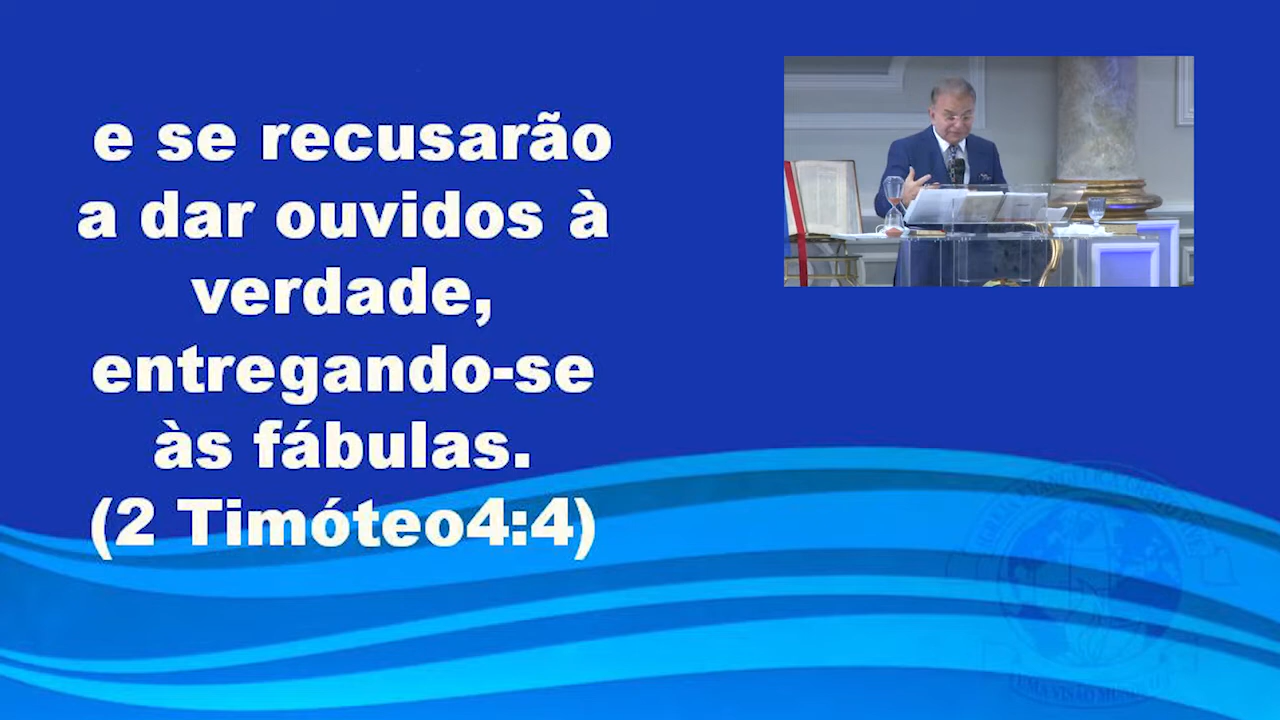 e se recusarão
a dar ouvidos à
verdade,
entregando-se
às fábulas.
(2 Timóteo4:4)